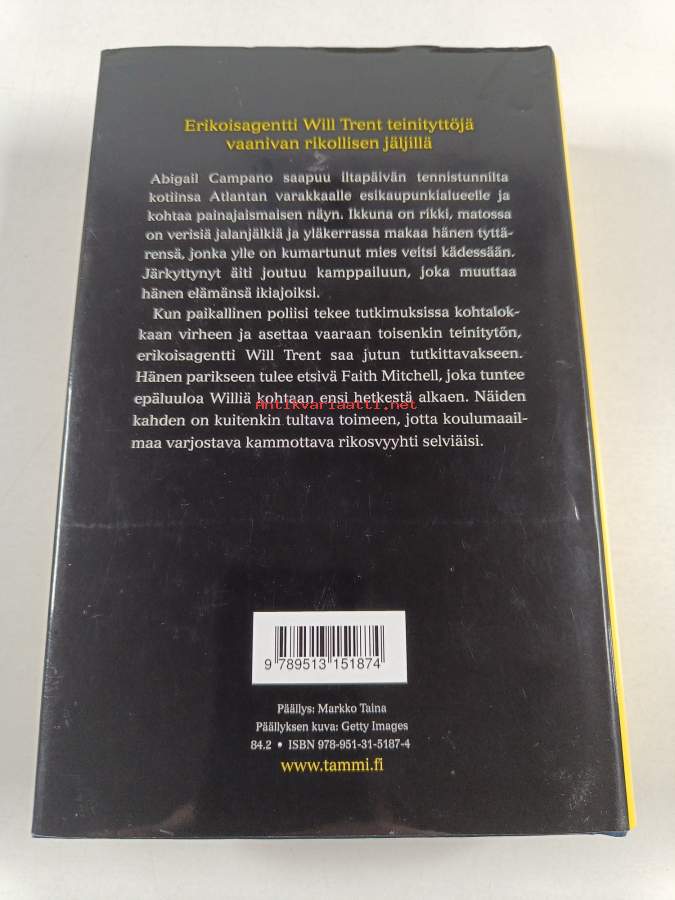 Erikoisagentti Will Trent teinityttöjä
vaanivan rikollisen jäljillä
Abigail Campano saapuu iltapäivän tennistunnilta
kotiinsa Atlantan varakkaalle esikaupunkialueelle ja
kohtaa painajaismaisen näyn. Ikkuna on rikki, matossa
on verisiä jalanjälkiä ja yläkerrassa makaa hänen tyttä-
rensä, jonka ylle on kumartunut mies veitsi kädessään.
Järkyttynyt äiti joutuu kamppailuun, joka muuttaa
hänen elämänsä ikiajoiksi.
Kun paikallinen poliisi tekee tutkimuksissa kohtalok-
kaan virheen ja asettaa vaaraan toisenkin teinitytön,
erikoisagentti Will Trent saa jutun tutkittavakseen.
Hänen parikseen tulee etsivä Faith Mitchell, joka tuntee
epäluuloa Williä kohtaan ensi hetkestä alkaen. Näiden
Antikvariaatti.net
kahden on kuitenkin tultava toimeen, jotta koulumaail-
maa varjostava kammottava rikosvyyhti selviäisi.
9 789513 151874
Päällys: Markko Taina
Päällyksen kuva: Getty Images
84.2 • ISBN 978-951-31-5187-4
www.tammi.fi